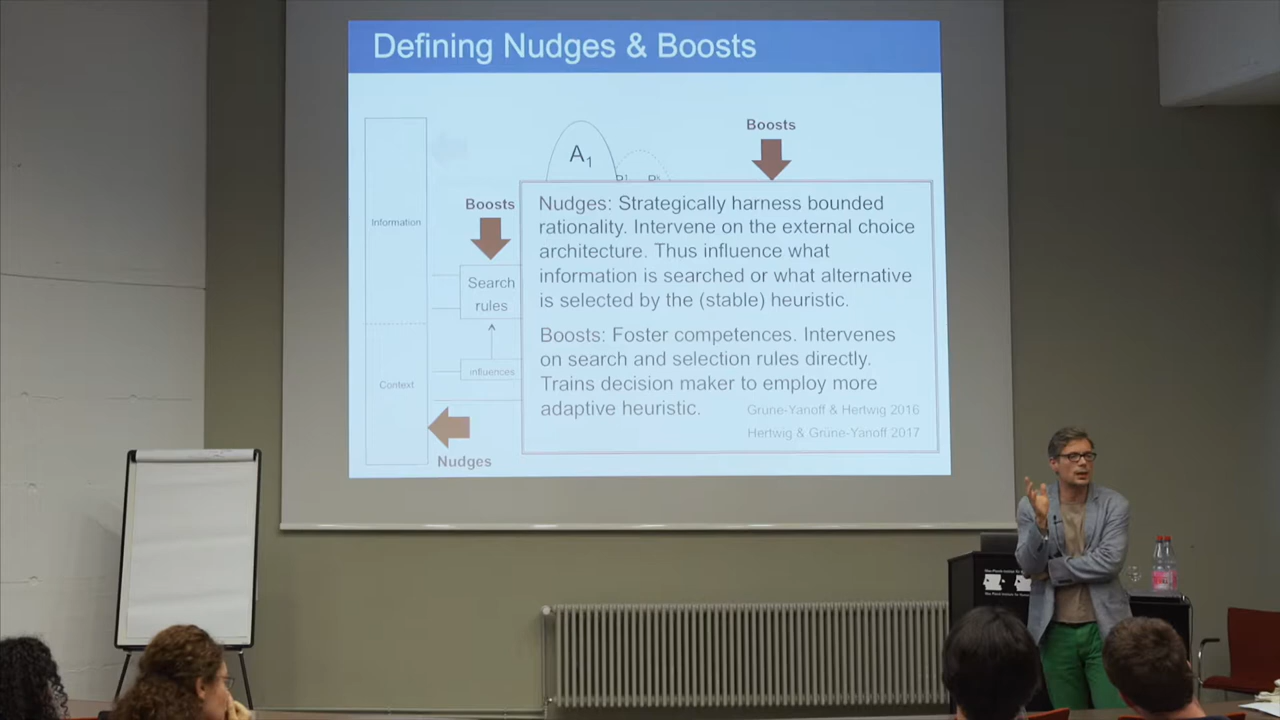 Defining Nudges & Boosts
Boosts
A1
Boosts
Information
Search
rules
influences
Context
Nudges
Nudges: Strategically harness bounded
rationality. Intervene on the external choice
architecture. Thus influence what
information is searched or what alternative
is selected by the (stable) heuristic.
Boosts: Foster competences. Intervenes
on search and selection rules directly.
Trains decision maker to employ more
adaptive heuristic.
Grüne-Yanoff & Hertwig 2016
Hertwig & Grüne-Yanoff 2017